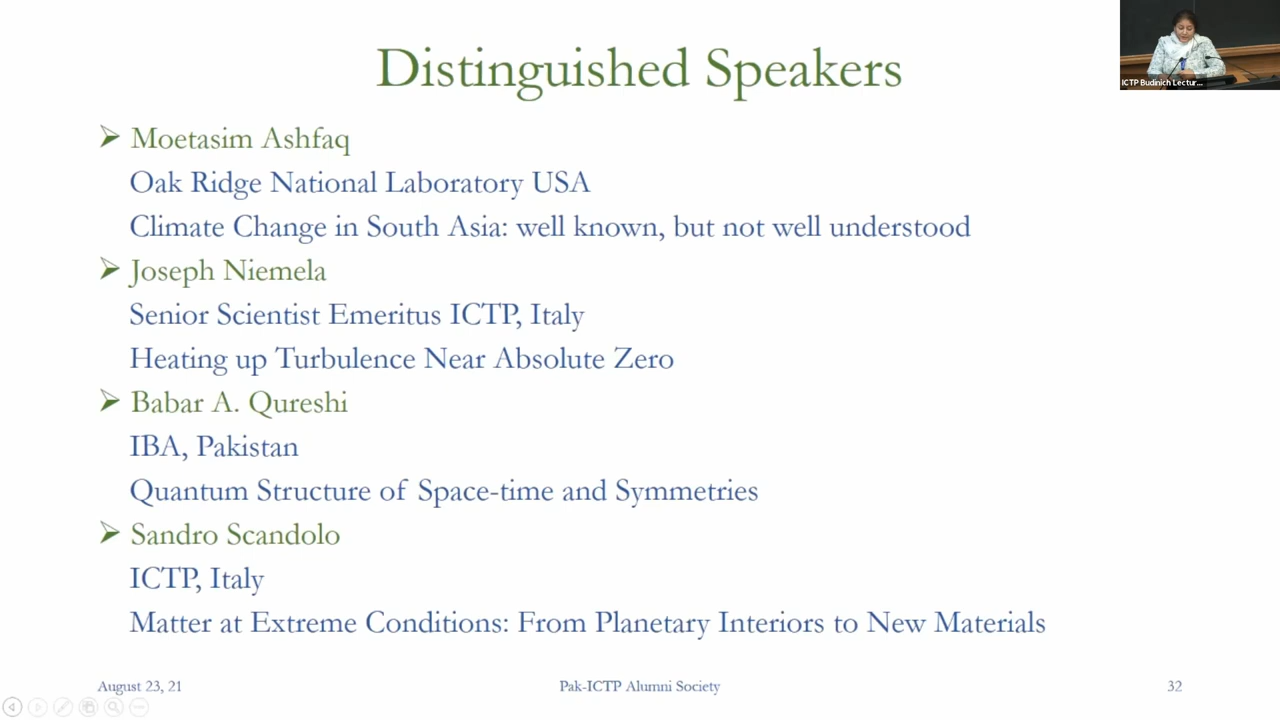 Distinguished Speakers
ICTP Budinich Lectur...
➢ Moetasim Ashfaq
Oak Ridge National Laboratory USA
Climate Change in South Asia: well known, but not well understood
➢ Joseph Niemela
Senior Scientist Emeritus ICTP, Italy
Heating up Turbulence Near Absolute Zero
➢ Babar A. Qureshi
IBA, Pakistan
Quantum Structure of Space-time and Symmetries
➢ Sandro Scandolo
ICTP, Italy
Matter at Extreme Conditions: From Planetary Interiors to New Materials
August 23, 21
Pak-ICTP Alumni Society
32